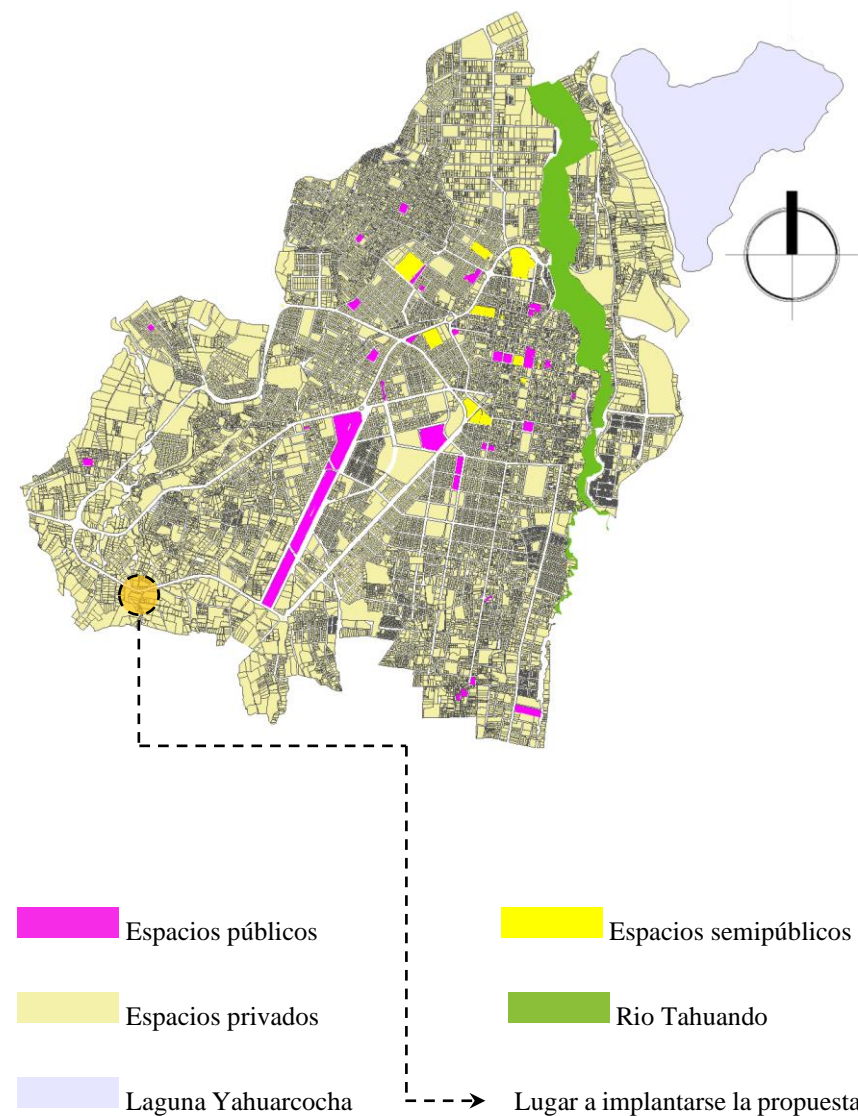 Espacios públicos
Espacios semipúblicos
Espacios privados
Rio Tahuando
Laguna Yahuarcocha
Lugar a implantarse la propuesta